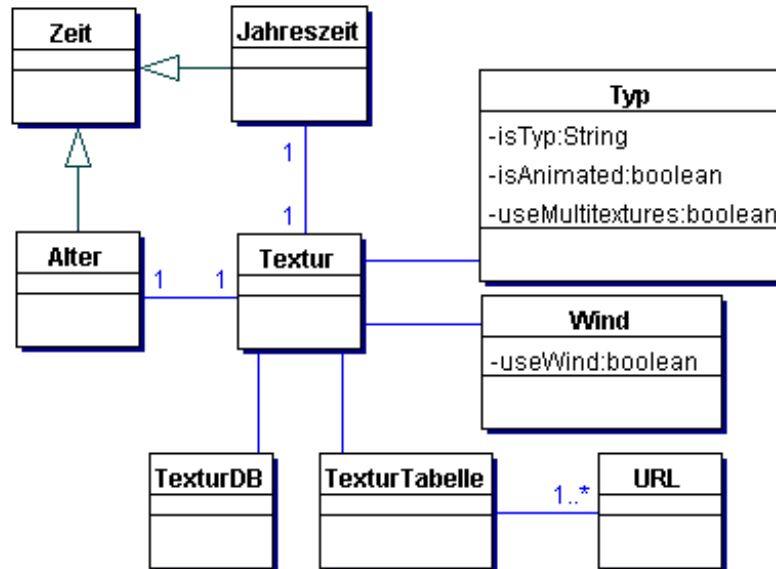 Zeit
Jahreszeit
Typ
-isTyp:String
-isAnimated:boolean
-useMultitextures:boolean
1
1
Alter
1
1
Textur
Wind
-useWind:boolean
TexturDB
TexturTabelle
1..*
URL